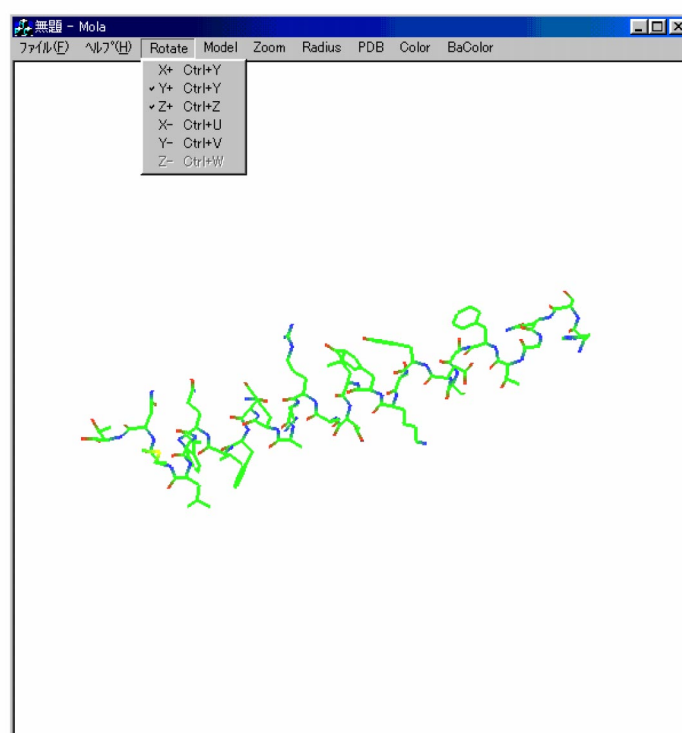 無題 - Mola
ファイル(F) ヘルプ(H) Rotate Model Zoom Radius PDB Color BaColor
X+ Ctrl+Y
Y+ Ctrl+Y
Z+ Ctrl+Z
X- Ctrl+U
Y- Ctrl+V
Z- Ctrl+W